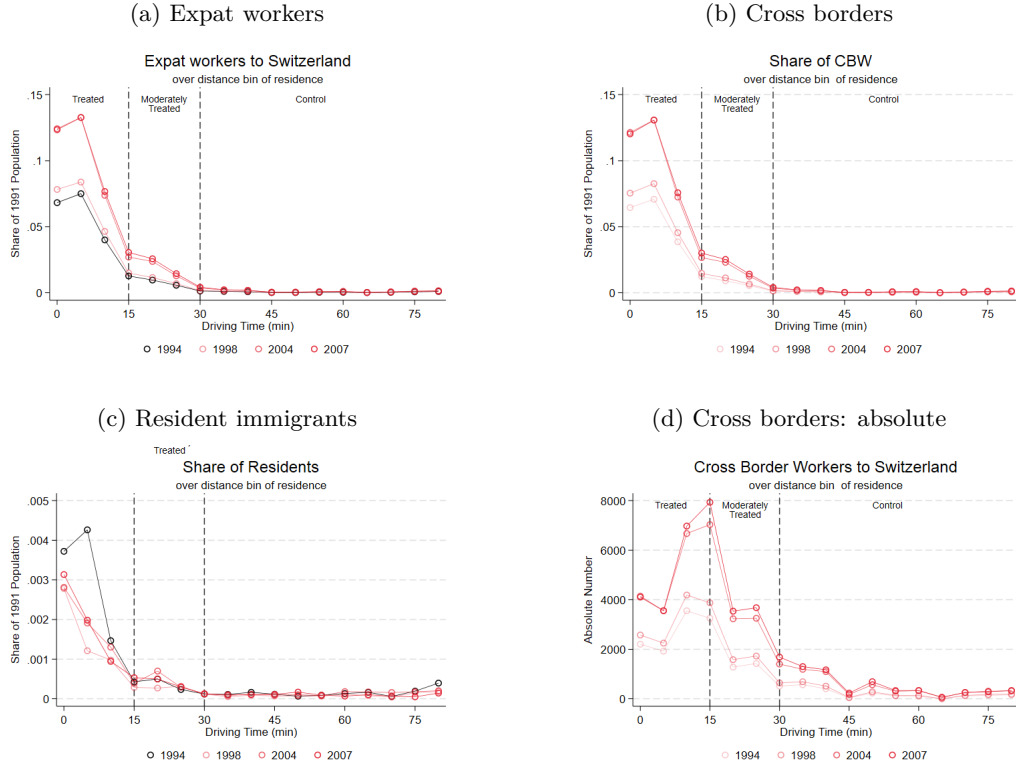 (a) Expat workers
Expat workers to Switzerland
over distance bin of residence
Treated
Moderately
Treated
Control
Share of 1991 Population
.15
.1
.05
0
0 15 30 45 60 75
Driving Time (min)
1994 1998 2004 2007
(b) Cross borders
Share of CBW
over distance bin of residence
Treated
Moderately
Treated
Control
Share of 1991 Population
.15
.1
.05
0
0 15 30 45 60 75
Driving Time (min)
1994 1998 2004 2007
(c) Resident immigrants
Treated
Share of Residents
over distance bin of residence
Share of 1991 Population
.005
.004
.003
.002
.001
0
0 15 30 45 60 75
Driving Time (min)
1994 1998 2004 2007
(d) Cross borders: absolute
Cross Border Workers to Switzerland
over distance bin of residence
Treated
Moderately
Treated
Control
Absolute Number
8000
6000
4000
2000
0
0 15 30 45 60 75
Driving Time (min)
1994 1998 2004 2007